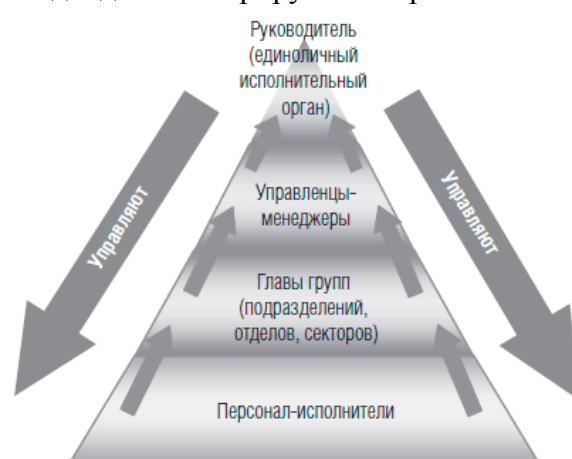 Руководитель
(единоличный
исполнительный
орган)
Управляют
Управляют
Управленцы-
менеджеры
Главы групп
(подразделений,
отделов, секторов)
Персонал-исполнители